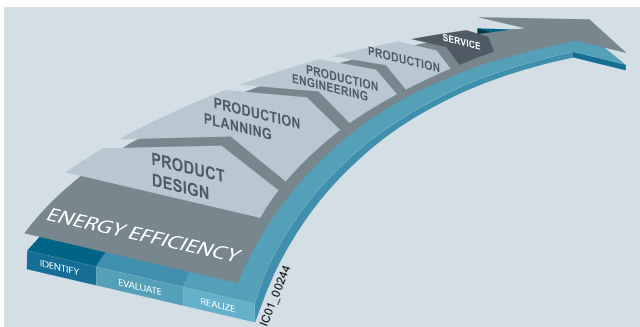 SERVICE
PRODUCTION
PRODUCTION
ENGINEERING
PRODUCTION
PLANNING
PRODUCT
DESIGN
ENERGY EFFICIENCY
IDENTIFY
EVALUATE
REALIZE
IC01_00244